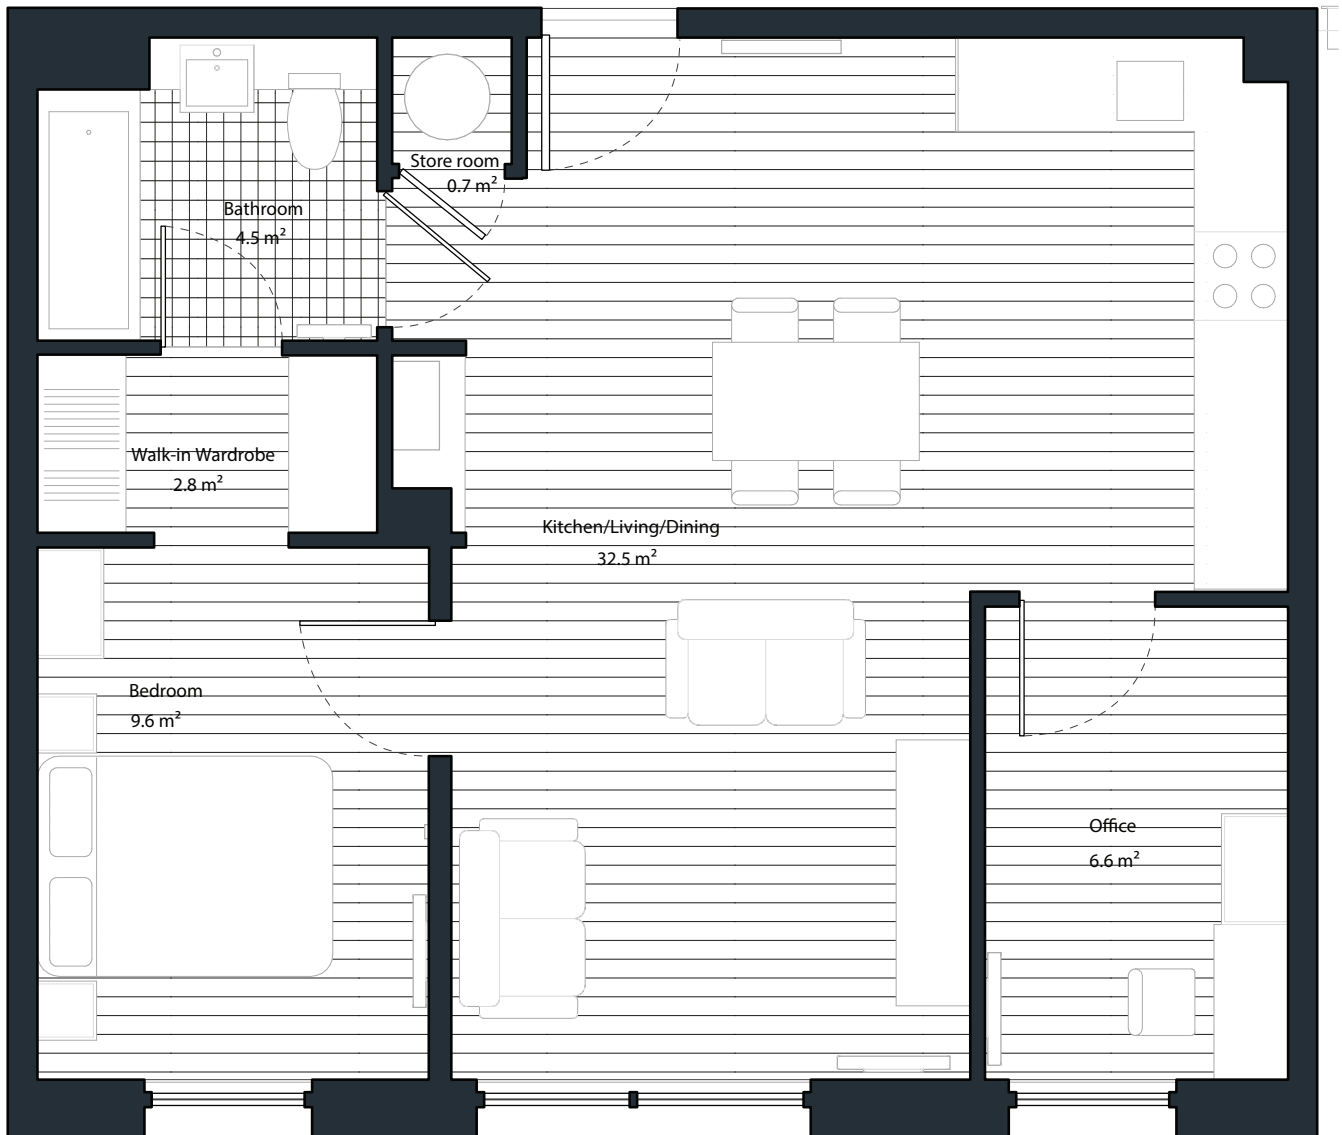 Store room
0.7 m²
Bathroom
4.5 m²
Walk-in Wardrobe
2.8 m²
Kitchen/Living/Dining
32.5 m²
Bedroom
9.6 m²
Office
6.6 m²